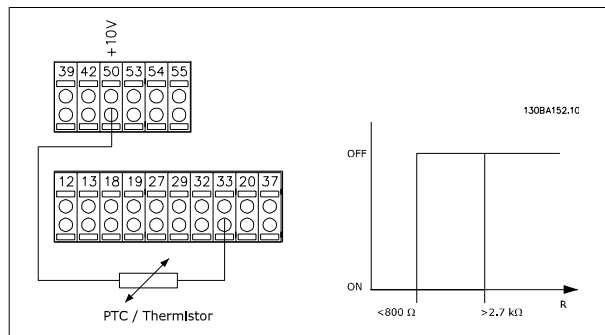 +10V
39 42 50 53 54 55
130BA152.10
OFF
12 13 18 19 27 29 32 33 20 37
ON
<800 Ω >2.7 kΩ
R
PTC / Thermistor